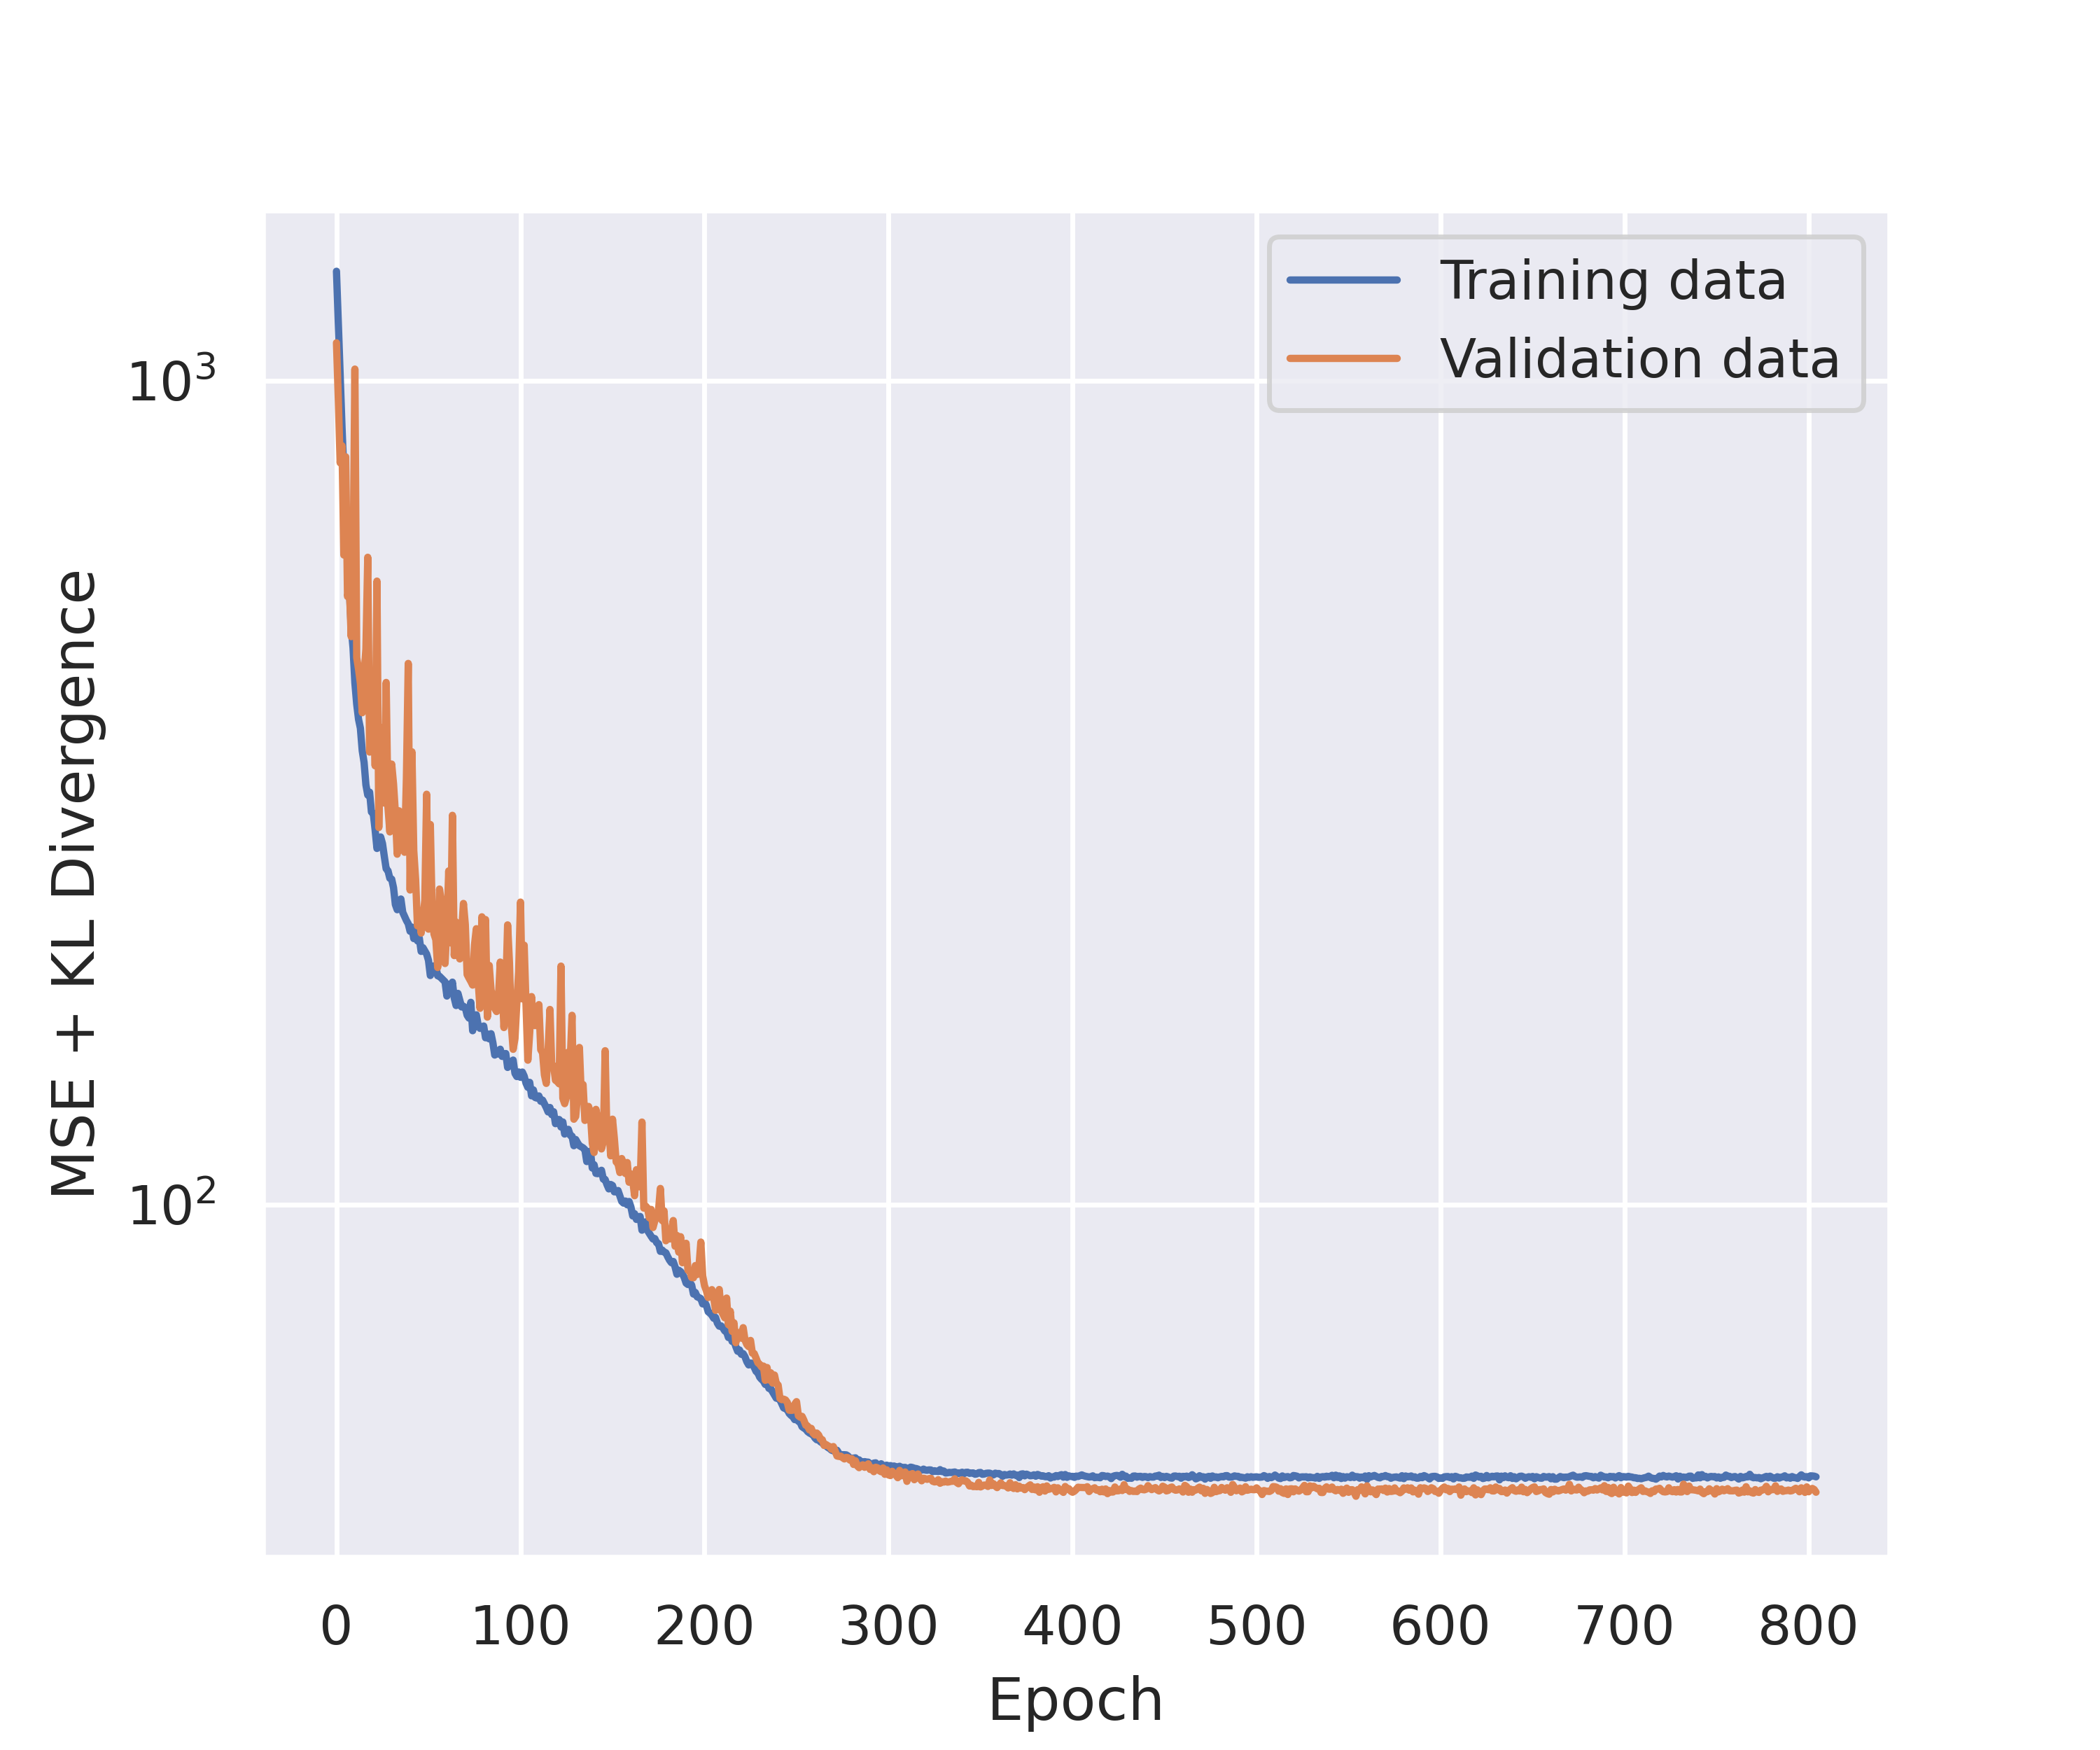 Training data
Validation data
10³
10²
MSE + KL Divergence
0 100 200 300 400 500 600 700 800
Epoch